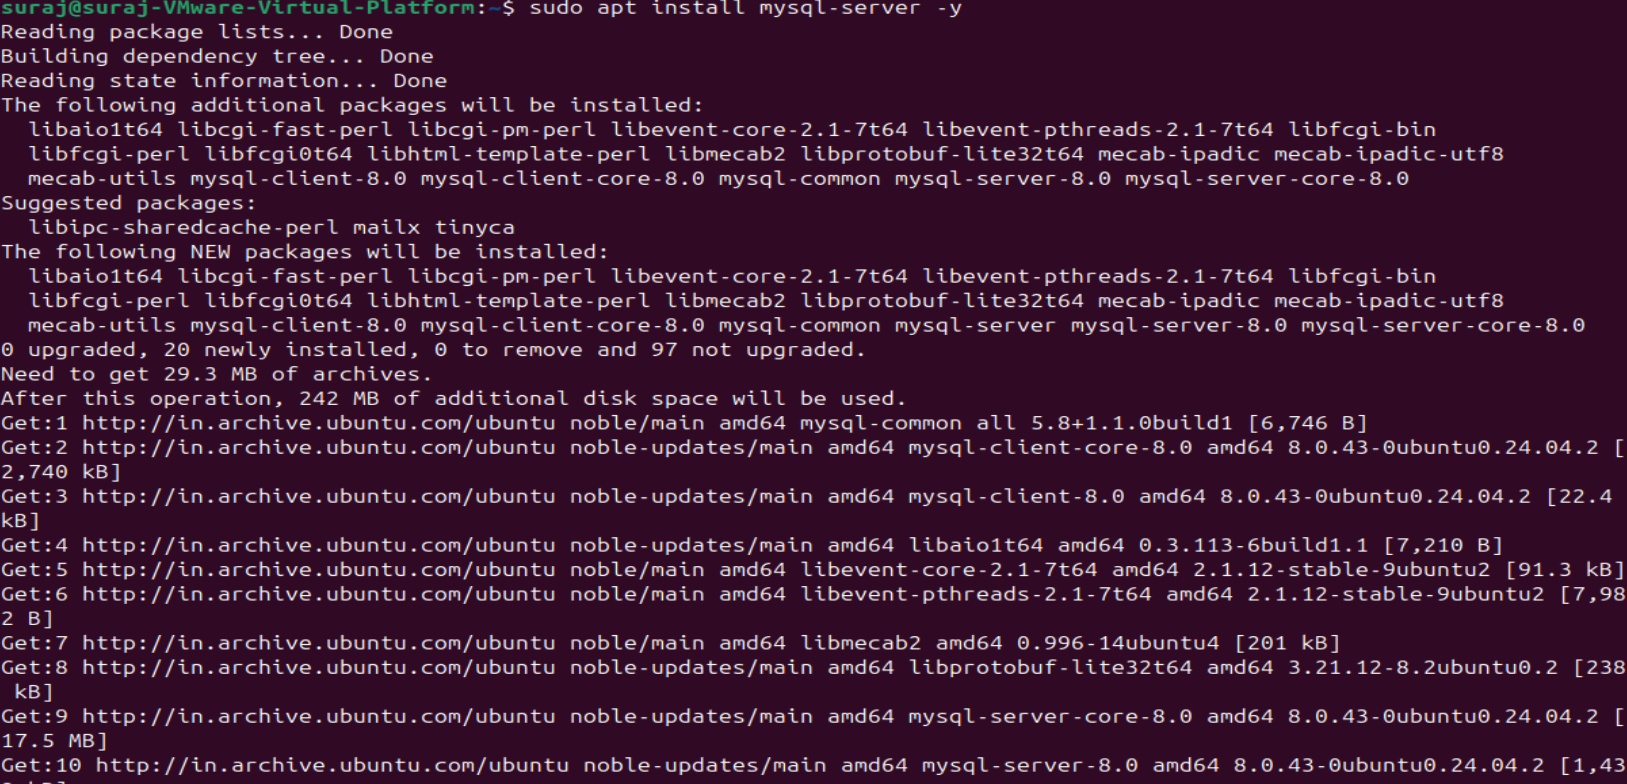 suraj@suraj-VMware-Virtual-Platform:~$ sudo apt install mysql-server -y
Reading package lists... Done
Building dependency tree... Done
Reading state information... Done
The following additional packages will be installed:
  libaio1t64 libcgi-fast-perl libcgi-pm-perl libevent-core-2.1-7t64 libevent-pthreads-2.1-7t64 libfcgi-bin
  libfcgi-perl libfcgi0t64 libhtml-template-perl libmecab2 libprotobuf-lite32t64 mecab-ipadic mecab-ipadic-utf8
  mecab-utils mysql-client-8.0 mysql-client-core-8.0 mysql-common mysql-server-8.0 mysql-server-core-8.0
Suggested packages:
  libipc-sharedcache-perl mailx tinyca
The following NEW packages will be installed:
  libaio1t64 libcgi-fast-perl libcgi-pm-perl libevent-core-2.1-7t64 libevent-pthreads-2.1-7t64 libfcgi-bin
  libfcgi-perl libfcgi0t64 libhtml-template-perl libmecab2 libprotobuf-lite32t64 mecab-ipadic mecab-ipadic-utf8
  mecab-utils mysql-client-8.0 mysql-client-core-8.0 mysql-common mysql-server mysql-server-8.0 mysql-server-core-8.0
0 upgraded, 20 newly installed, 0 to remove and 97 not upgraded.
Need to get 29.3 MB of archives.
After this operation, 242 MB of additional disk space will be used.
Get:1 http://in.archive.ubuntu.com/ubuntu noble/main amd64 mysql-common all 5.8+1.1.0build1 [6,746 B]
Get:2 http://in.archive.ubuntu.com/ubuntu noble-updates/main amd64 mysql-client-core-8.0 amd64 8.0.43-0ubuntu0.24.04.2 [
2,740 kB]
Get:3 http://in.archive.ubuntu.com/ubuntu noble-updates/main amd64 mysql-client-8.0 amd64 8.0.43-0ubuntu0.24.04.2 [22.4
kB]
Get:4 http://in.archive.ubuntu.com/ubuntu noble-updates/main amd64 libaio1t64 amd64 0.3.113-6build1.1 [7,210 B]
Get:5 http://in.archive.ubuntu.com/ubuntu noble/main amd64 libevent-core-2.1-7t64 amd64 2.1.12-stable-9ubuntu2 [91.3 kB]
Get:6 http://in.archive.ubuntu.com/ubuntu noble/main amd64 libevent-pthreads-2.1-7t64 amd64 2.1.12-stable-9ubuntu2 [7,98
2 B]
Get:7 http://in.archive.ubuntu.com/ubuntu noble/main amd64 libmecab2 amd64 0.996-14ubuntu4 [201 kB]
Get:8 http://in.archive.ubuntu.com/ubuntu noble-updates/main amd64 libprotobuf-lite32t64 amd64 3.21.12-8.2ubuntu0.2 [238
 kB]
Get:9 http://in.archive.ubuntu.com/ubuntu noble-updates/main amd64 mysql-server-core-8.0 amd64 8.0.43-0ubuntu0.24.04.2 [
17.5 MB]
Get:10 http://in.archive.ubuntu.com/ubuntu noble-updates/main amd64 mysql-server-8.0 amd64 8.0.43-0ubuntu0.24.04.2 [1,43